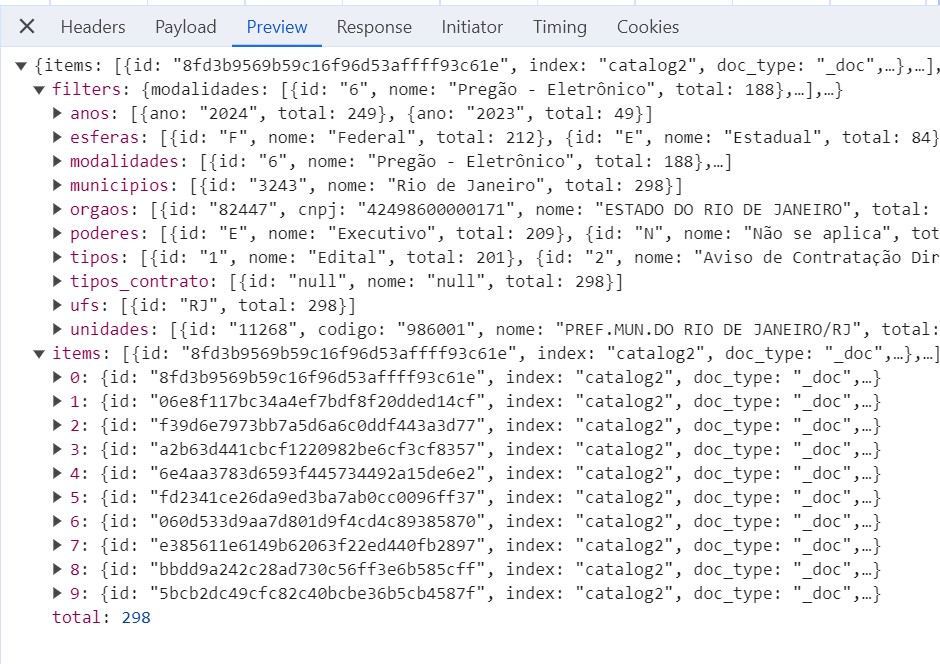 Headers Payload Preview Response Initiator Timing Cookies
{items: [{id: "8fd3b9569b59c16f96d53affff93c61e", index: "catalog2", doc_type: "_doc",…},…],
filters: {modalidades: [{id: "6", nome: "Pregão - Eletrônico", total: 188},…],…}
anos: [{ano: "2024", total: 249}, {ano: "2023", total: 49}]
esferas: [{id: "F", nome: "Federal", total: 212}, {id: "E", nome: "Estadual", total: 84}
modalidades: [{id: "6", nome: "Pregão - Eletrônico", total: 188},…]
municipios: [{id: "3243", nome: "Rio de Janeiro", total: 298}]
orgaos: [{id: "82447", cnpj: "42498600000171", nome: "ESTADO DO RIO DE JANEIRO", total:
poderes: [{id: "E", nome: "Executivo", total: 209}, {id: "N", nome: "Não se aplica", tot
tipos: [{id: "1", nome: "Edital", total: 201}, {id: "2", nome: "Aviso de Contratação Dir
tipos_contrato: [{id: "null", nome: "null", total: 298}]
ufs: [{id: "RJ", total: 298}]
unidades: [{id: "11268", codigo: "986001", nome: "PREF.MUN.DO RIO DE JANEIRO/RJ", total:
items: [{id: "8fd3b9569b59c16f96d53affff93c61e", index: "catalog2", doc_type: "_doc",…},…]
0: {id: "8fd3b9569b59c16f96d53affff93c61e", index: "catalog2", doc_type: "_doc",…}
1: {id: "06e8f117bc34a4ef7bdf8f20dded14cf", index: "catalog2", doc_type: "_doc",…}
2: {id: "f39d6e7973bb7a5d6a6c0ddf443a3d77", index: "catalog2", doc_type: "_doc",…}
3: {id: "a2b63d441cbcf1220982be6cf3cf8357", index: "catalog2", doc_type: "_doc",…}
4: {id: "6e4aa3783d6593f445734492a15de6e2", index: "catalog2", doc_type: "_doc",…}
5: {id: "fd2341ce26da9ed3ba7ab0cc0096ff37", index: "catalog2", doc_type: "_doc",…}
6: {id: "060d533d9aa7d801d9f4cd4c89385870", index: "catalog2", doc_type: "_doc",…}
7: {id: "e385611e6149b62063f22ed440fb2897", index: "catalog2", doc_type: "_doc",…}
8: {id: "bbdd9a242c28ad730c56ff3e6b585cff", index: "catalog2", doc_type: "_doc",…}
9: {id: "5bcb2dc49cfc82c40bcbe36b5cb4587f", index: "catalog2", doc_type: "_doc",…}
total: 298